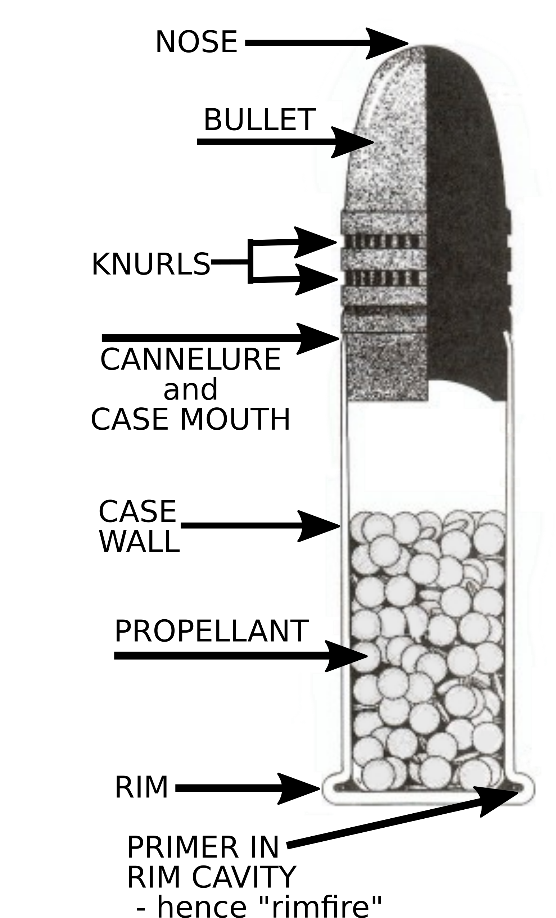 NOSE
BULLET
KNURLS
CANNELURE
and
CASE MOUTH
CASE
WALL
PROPELLANT
RIM
PRIMER IN
RIM CAVITY
- hence "rimfire"